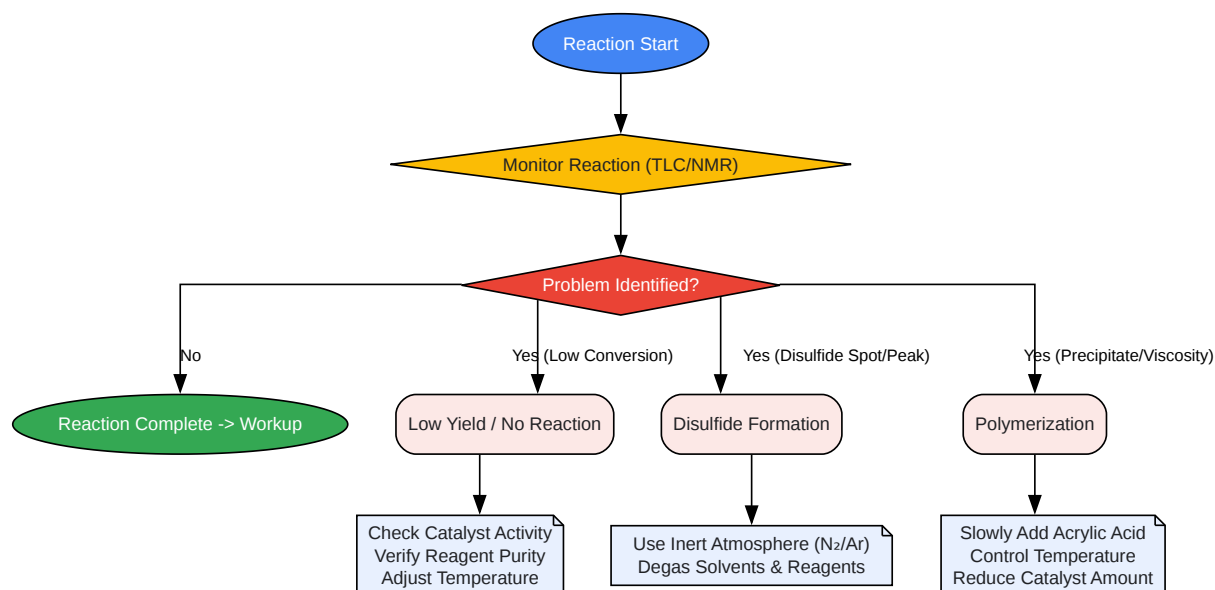 Reaction Start
Monitor Reaction (TLC/NMR)
Problem Identified?
No
Yes (Low Conversion)
Yes (Disulfide Spot/Peak)
Yes (Precipitate/Viscosity)
Reaction Complete -> Workup
Low Yield / No Reaction
Disulfide Formation
Polymerization
Check Catalyst Activity
Verify Reagent Purity
Adjust Temperature
Use Inert Atmosphere (N₂/Ar)
Degas Solvents & Reagents
Slowly Add Acrylic Acid
Control Temperature
Reduce Catalyst Amount